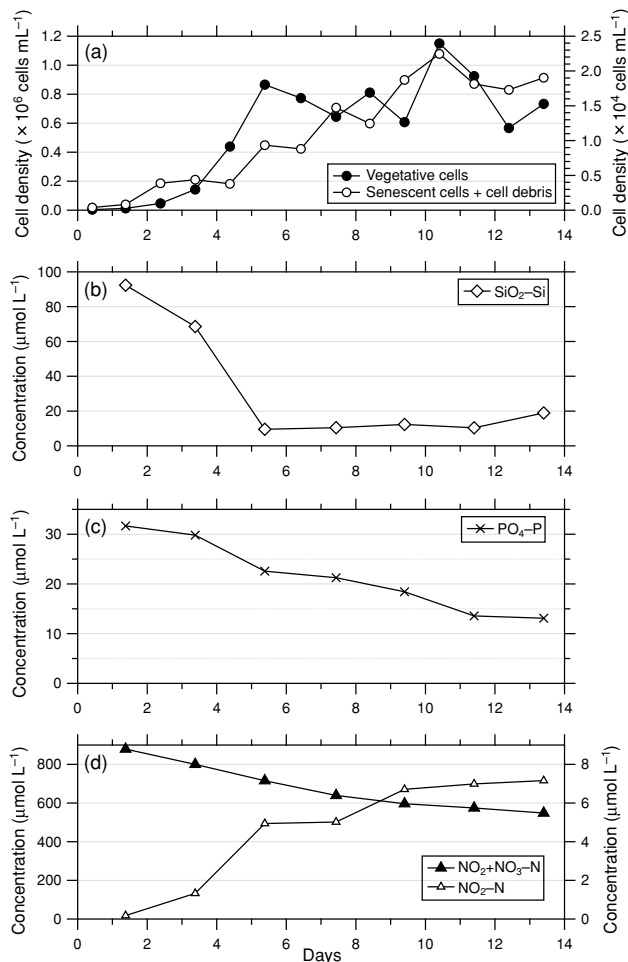 (a)
Cell density (×10⁶ cells mL⁻¹)
1.2
1.0
0.8
0.6
0.4
0.2
0.0
2.5
2.0
1.5
1.0
0.5
0.0
Cell density (×10⁴ cells mL⁻¹)
Vegetative cells
Senescent cells + cell debris
0 2 4 6 8 10 12 14
(b)
Concentration (μmol L⁻¹)
100
80
60
40
20
0
SiO₂–Si
0 2 4 6 8 10 12 14
(c)
Concentration (μmol L⁻¹)
30
20
10
0
PO₄–P
0 2 4 6 8 10 12 14
(d)
Concentration (μmol L⁻¹)
800
600
400
200
0
8
6
4
2
0
Concentration (μmol L⁻¹)
NO₂+NO₃–N
NO₂–N
0 2 4 6 8 10 12 14
Days